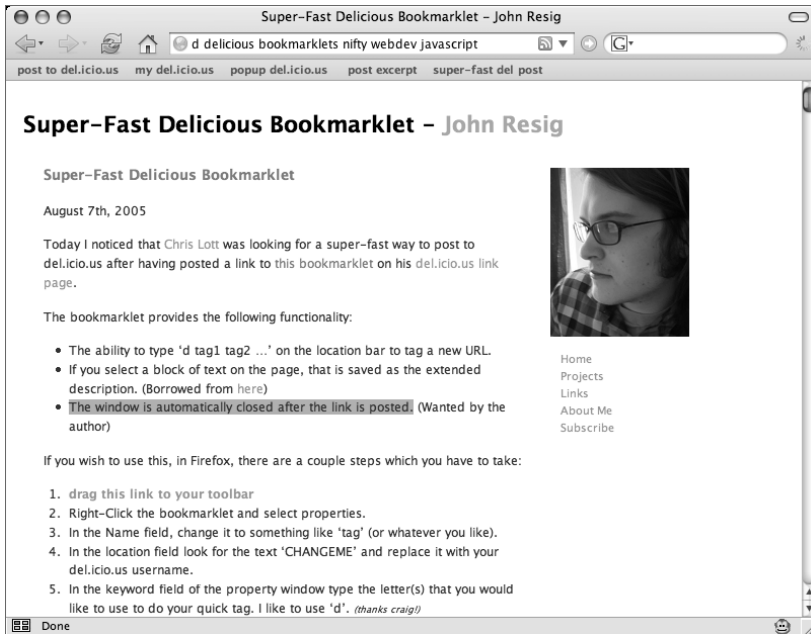 Super-Fast Delicious Bookmarklet - John Resig
d delicious bookmarklets nifty webdev javascript
G
post to del.icio.us my del.icio.us popup del.icio.us post excerpt super-fast del post
Super-Fast Delicious Bookmarklet - John Resig
Super-Fast Delicious Bookmarklet
August 7th, 2005
Today I noticed that Chris Lott was looking for a super-fast way to post to
del.icio.us after having posted a link to this bookmarklet on his del.icio.us link
page.
The bookmarklet provides the following functionality:
• The ability to type ‘d tag1 tag2 ...’ on the location bar to tag a new URL.
• If you select a block of text on the page, that is saved as the extended
description. (Borrowed from here)
• The window is automatically closed after the link is posted. (Wanted by the
author)
If you wish to use this, in Firefox, there are a couple steps which you have to take:
1. drag this link to your toolbar
2. Right-Click the bookmarklet and select properties.
3. In the Name field, change it to something like ‘tag’ (or whatever you like).
4. In the location field look for the text ‘CHANGEME’ and replace it with your
del.icio.us username.
5. In the keyword field of the property window type the letter(s) that you would
like to use to do your quick tag. I like to use ‘d’. (thanks craig!)
Home
Projects
Links
About Me
Subscribe
Done